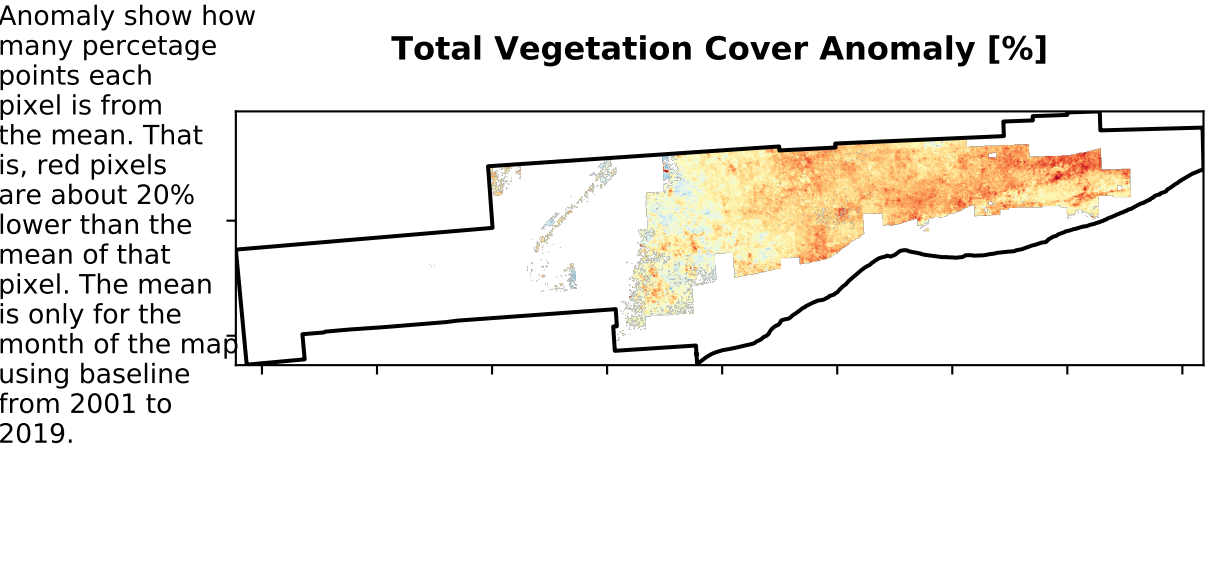 Anomaly show how
many percetage
points each
pixel is from
the mean. That
is, red pixels
are about 20%
lower than the
mean of that
pixel. The mean
is only for the
month of the map
using baseline
from 2001 to
2019.
Total Vegetation Cover Anomaly [%]